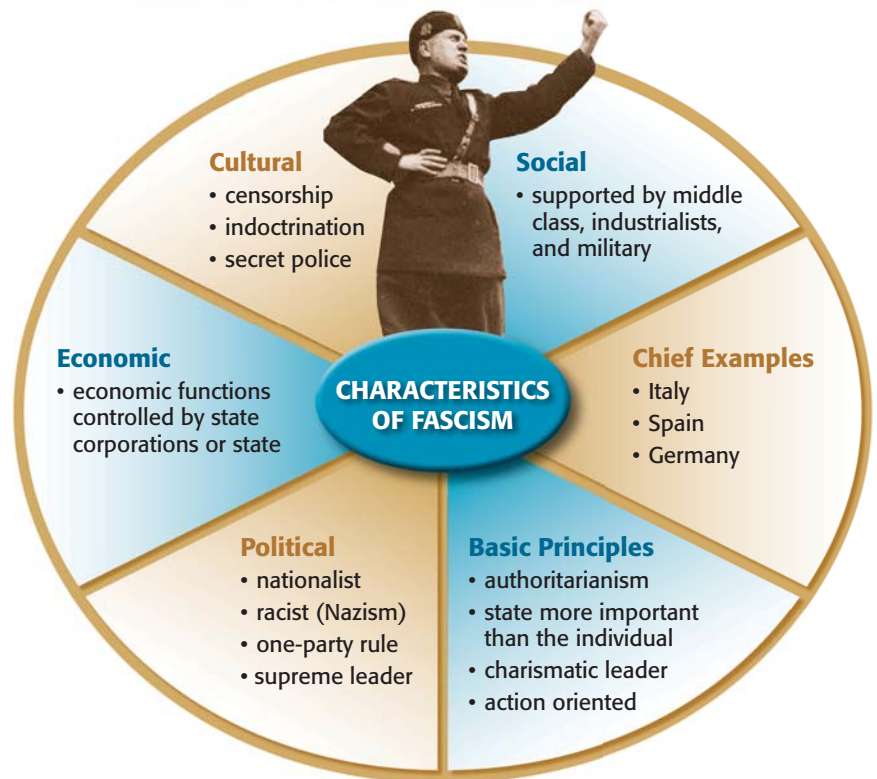 Cultural
• censorship
• indoctrination
• secret police
Social
• supported by middle
class, industrialists,
and military
Economic
• economic functions
controlled by state
corporations or state
CHARACTERISTICS
OF FASCISM
Chief Examples
• Italy
• Spain
• Germany
Political
• nationalist
• racist (Nazism)
• one-party rule
• supreme leader
Basic Principles
• authoritarianism
• state more important
than the individual
• charismatic leader
• action oriented